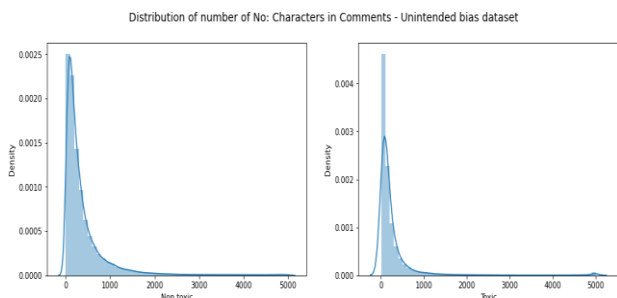 Distribution of number of No: Characters in Comments - Unintended bias dataset
0.0025
0.0020
0.0015
0.0010
0.0005
0.0000
Density
0 1000 2000 3000 4000 5000
Non toxic
0.004
0.003
0.002
0.001
0.000
Density
0 1000 2000 3000 4000 5000
Toxic